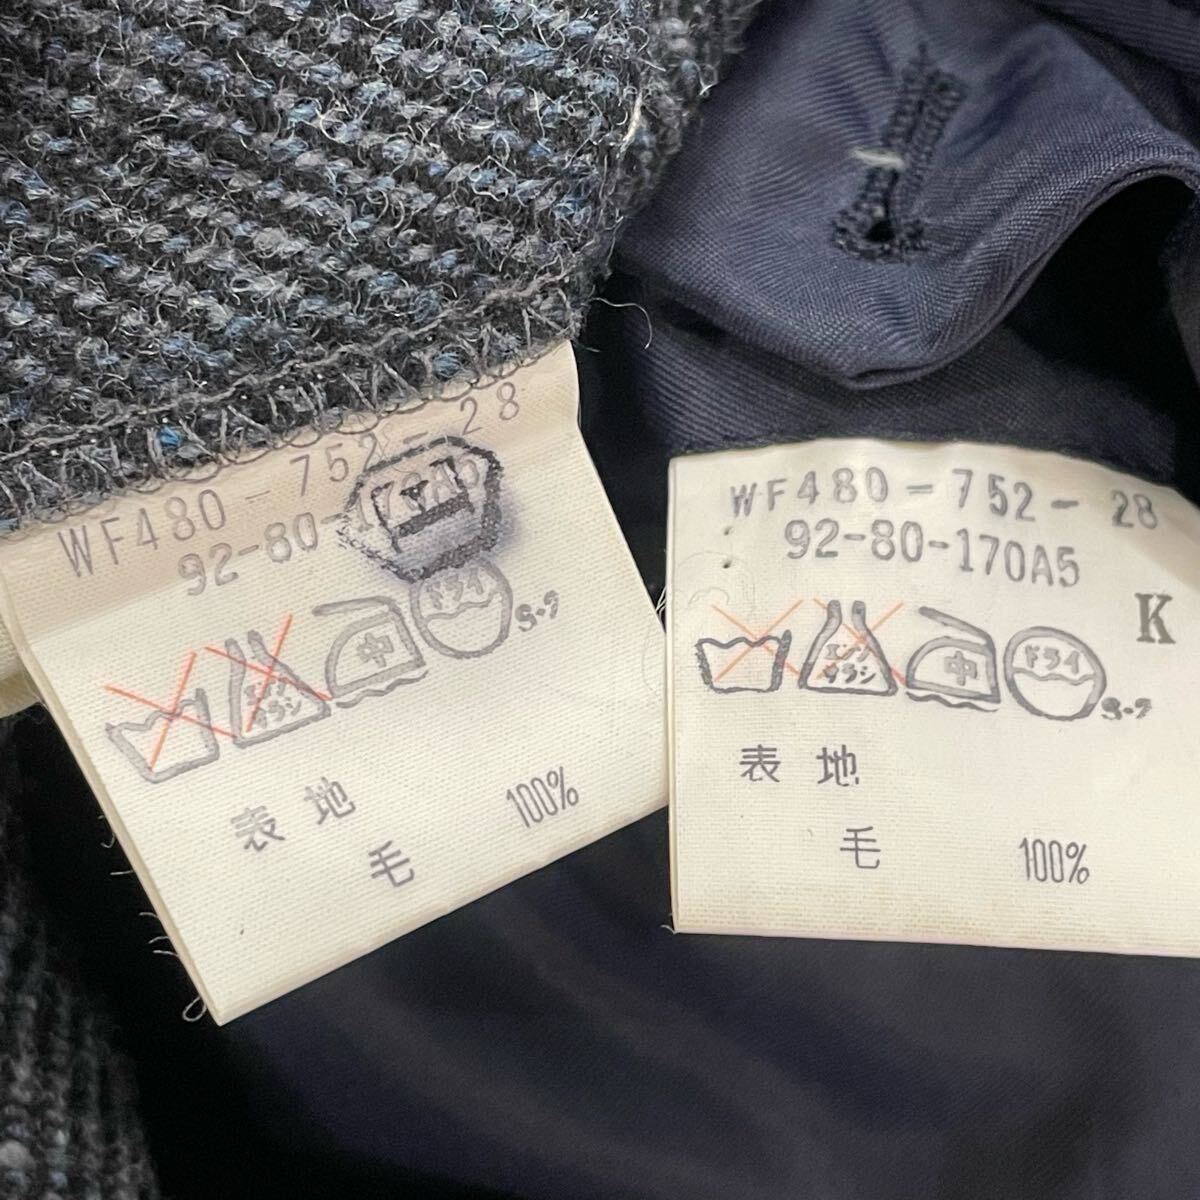 WF480-752-28
92-80-170A5
エンソ
サラシ
中
ドライ
表地
毛 100%
WF480-752-28
92-80-170A5
K
エンソ
サラシ
中
ドライ
表地
毛 100%